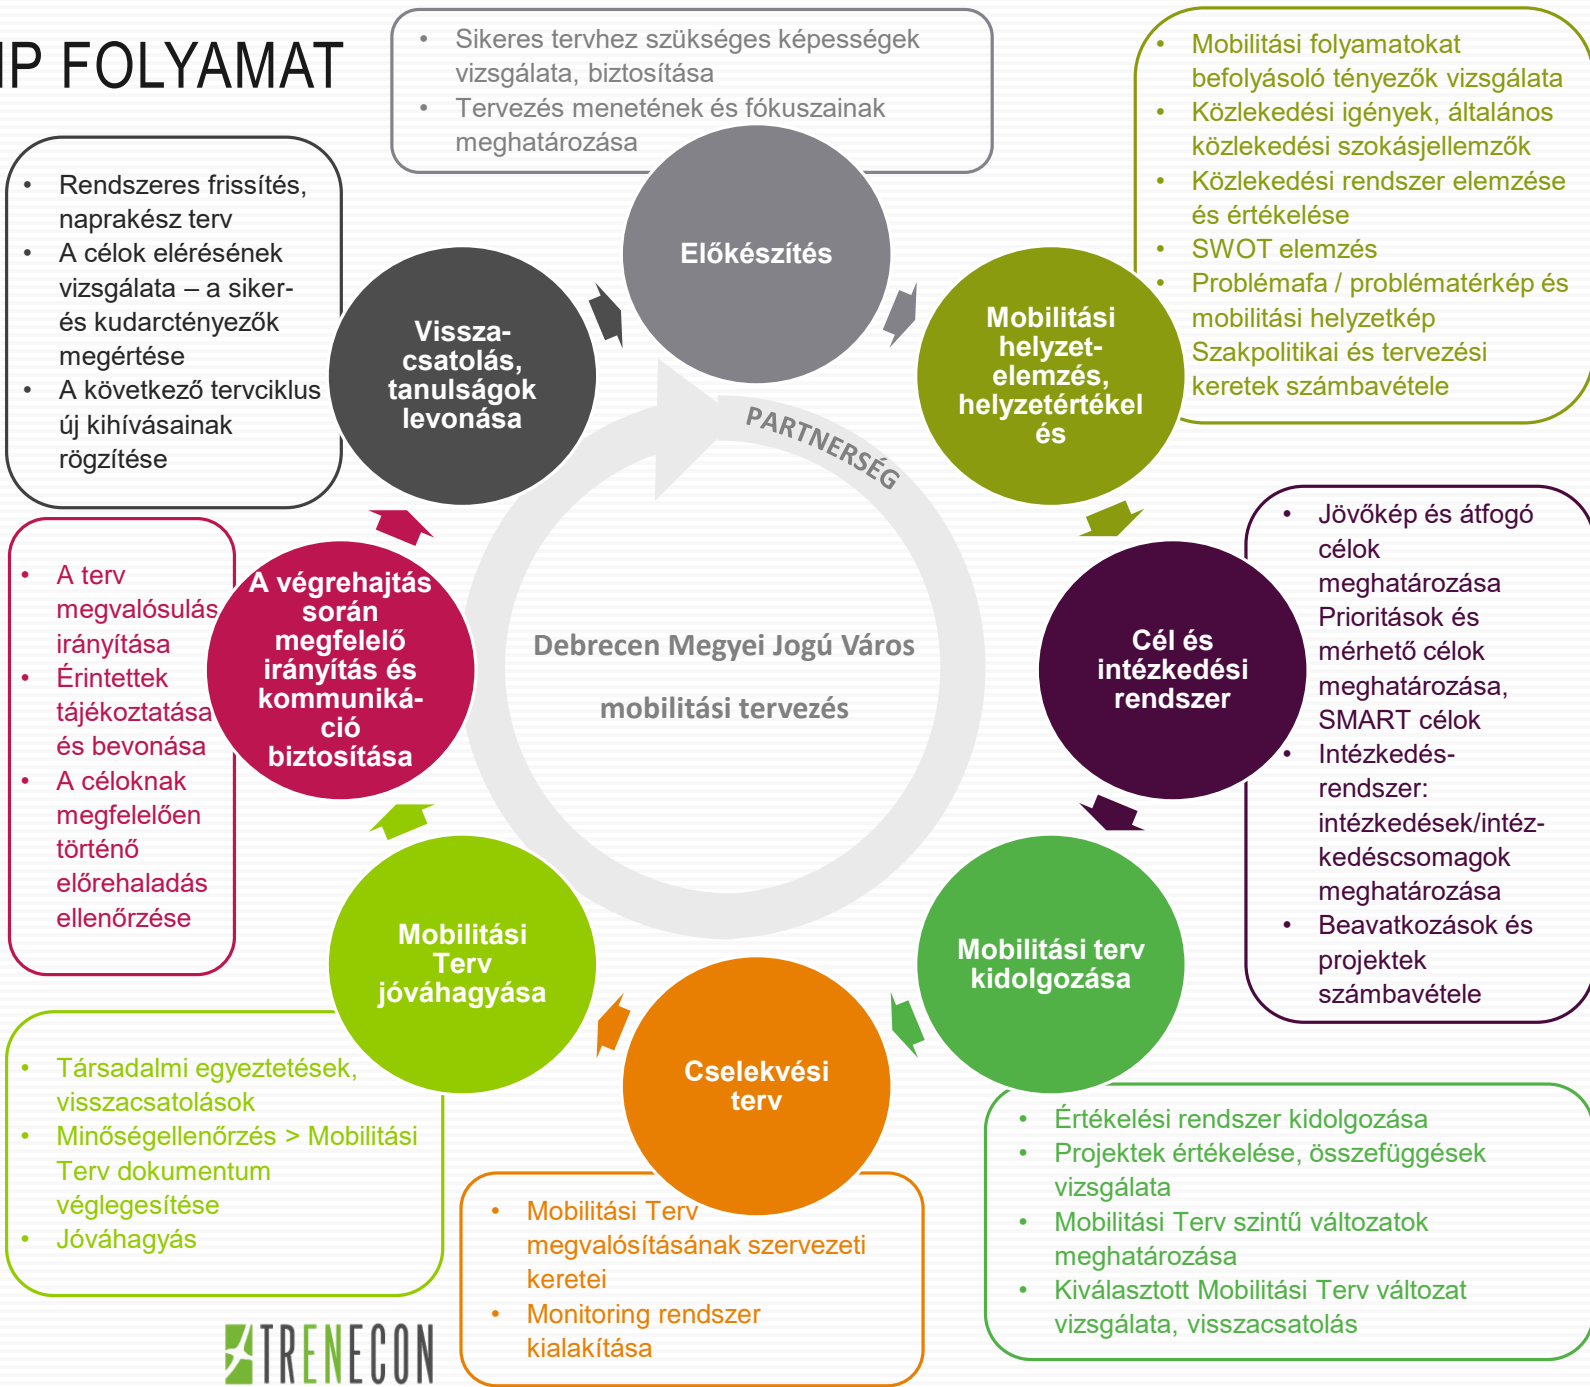 IP FOLYAMAT
• Sikeres tervhez szükséges képességek
vizsgálata, biztosítása
• Tervezés menetének és fókuszainak
meghatározása
Előkészítés
• Mobilitási folyamatokat
befolyásoló tényezők vizsgálata
• Közlekedési igények, általános
közlekedési szokásjellemzők
• Közlekedési rendszer elemzése
és értékelése
• SWOT elemzés
• Problémafa / problématérkép és
mobilitási helyzetkép
Szakpolitikai és tervezési
keretek számbavétele
Mobilitási
helyzet-
elemzés,
helyzetértékel
és
• Jövőkép és átfogó
célok
meghatározása
Prioritások és
mérhető célok
meghatározása,
SMART célok
• Intézkedés-
rendszer:
intézkedések/intéz-
kedéscsomagok
meghatározása
• Beavatkozások és
projektek
számbavétele
Cél és
intézkedési
rendszer
Mobilitási terv
kidolgozása
• Értékelési rendszer kidolgozása
• Projektek értékelése, összefüggések
vizsgálata
• Mobilitási Terv szintű változatok
meghatározása
• Kiválasztott Mobilitási Terv változat
vizsgálata, visszacsatolás
Cselekvési
terv
• Mobilitási Terv
megvalósításának szervezeti
keretei
• Monitoring rendszer
kialakítása
Mobilitási
Terv
jóváhagyása
• Társadalmi egyeztetések,
visszacsatolások
• Minőségellenőrzés > Mobilitási
Terv dokumentum
véglegesítése
• Jóváhagyás
A végrehajtás
során
megfelelő
irányítás és
kommuniká-
ció
biztosítása
• A terv
megvalósulás
irányítása
• Érintettek
tájékoztatása
és bevonása
• A céloknak
megfelelően
történő
előrehaladás
ellenőrzése
Vissza-
csatolás,
tanulságok
levonása
• Rendszeres frissítés,
naprakész terv
• A célok elérésének
vizsgálata – a siker-
és kudarctényezők
megértése
• A következő tervciklus
új kihívásainak
rögzítése
PARTNERSÉG
Debrecen Megyei Jogú Város
mobilitási tervezés
TRENECON